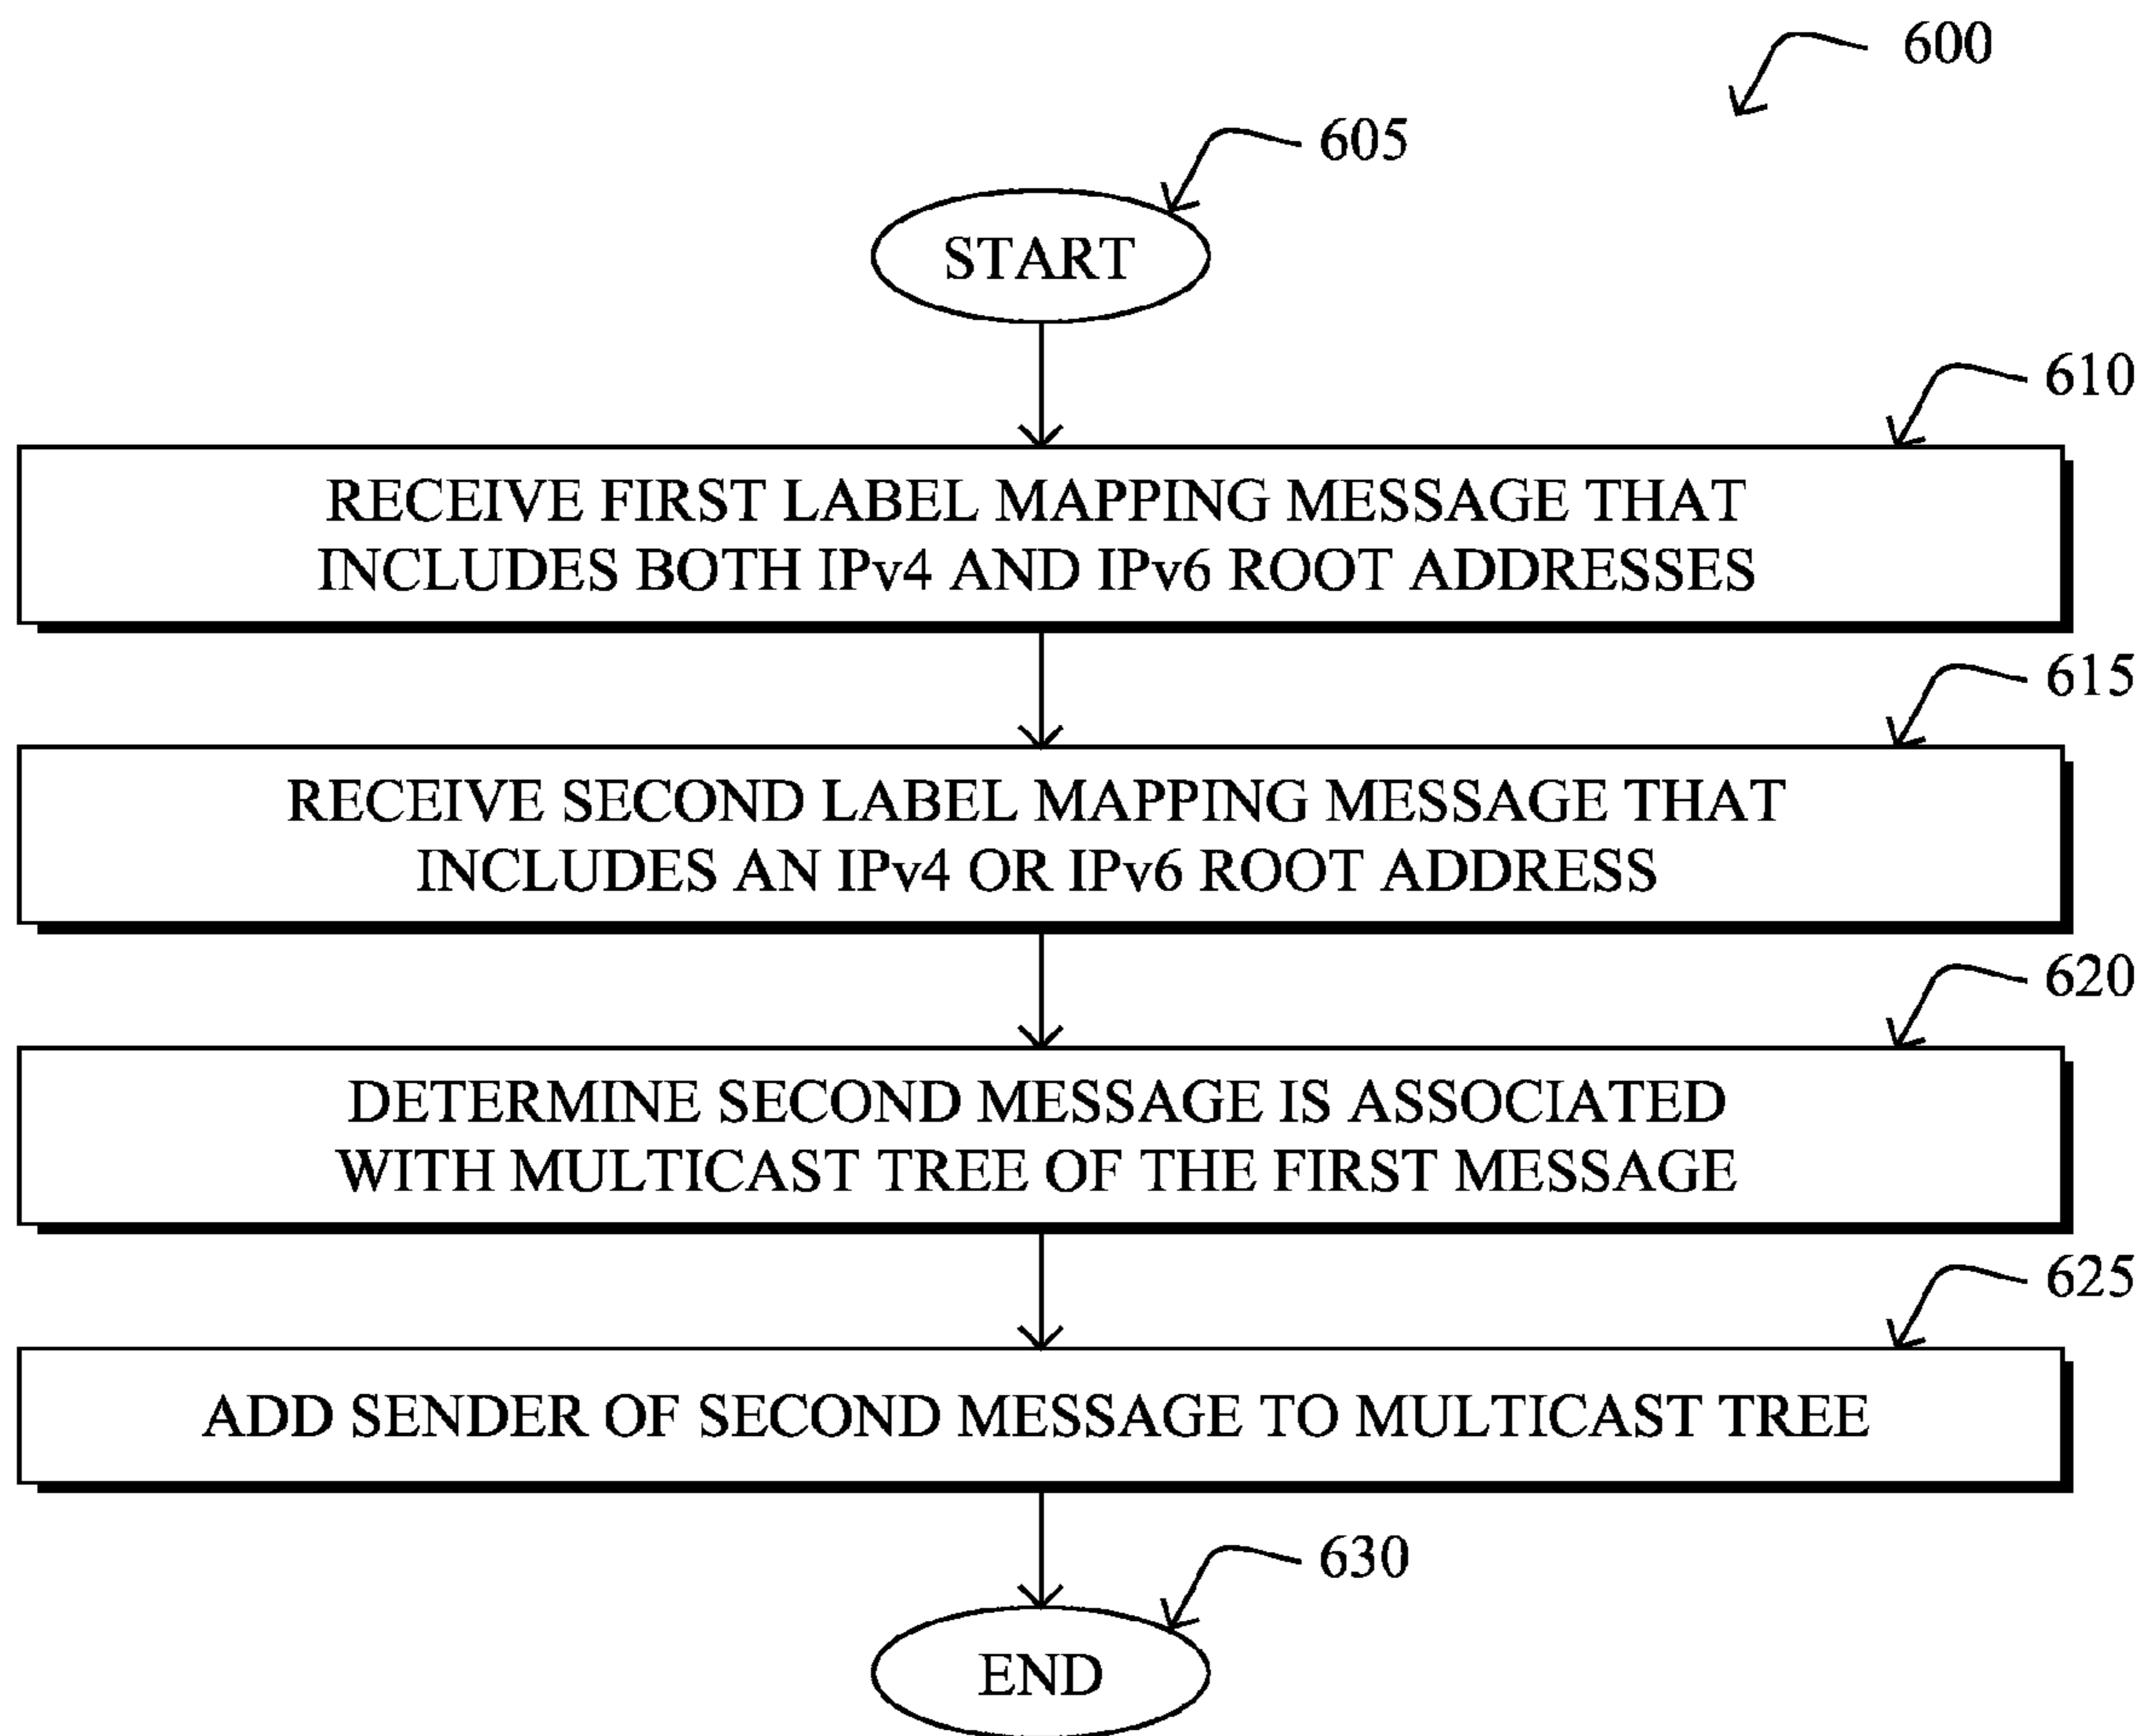 600
605
START
610
RECEIVE FIRST LABEL MAPPING MESSAGE THAT
INCLUDES BOTH IPv4 AND IPv6 ROOT ADDRESSES
615
RECEIVE SECOND LABEL MAPPING MESSAGE THAT
INCLUDES AN IPv4 OR IPv6 ROOT ADDRESS
620
DETERMINE SECOND MESSAGE IS ASSOCIATED
WITH MULTICAST TREE OF THE FIRST MESSAGE
625
ADD SENDER OF SECOND MESSAGE TO MULTICAST TREE
630
END